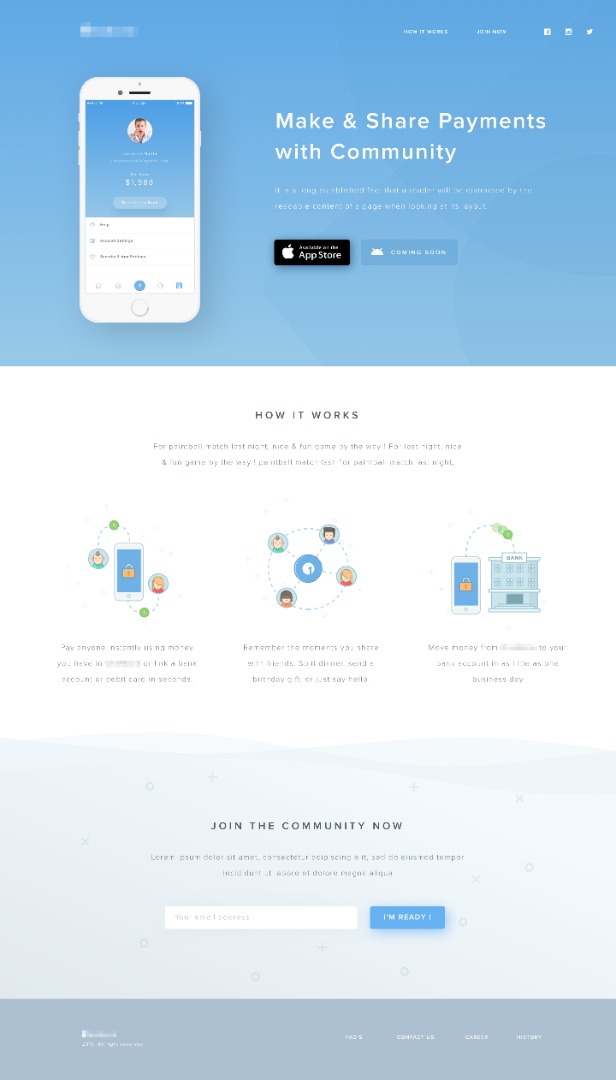 HOW IT WORKS
JOIN NOW
Make & Share Payments
with Community
It is a long established fact that a reader will be distracted by the
readable content of a page when looking at its layout.
Available on the
App Store
COMING SOON
$1,988
Help
Account Settings
HOW IT WORKS
For paintball match last night, nice & fun game by the way ! For last night, nice
& fun game by the way ! paintball match last For paintball match last night,
BANK
Pay anyone instantly using money
you have in or link a bank
account or debit card in seconds.
Remember the moments you share
with friends. Split dinner, send a
birthday gift, or just say hello
Move money from to your
bank account in as little as one
business day
JOIN THE COMMUNITY NOW
Lorem ipsum dolor sit amet, consectetur adipiscing elit, sed do eiusmod tempor
incididunt ut labore et dolore magna aliqua
Your email address
I'M READY !
All right reserved
FAQ'S
CONTACT US
CAREER
HISTORY